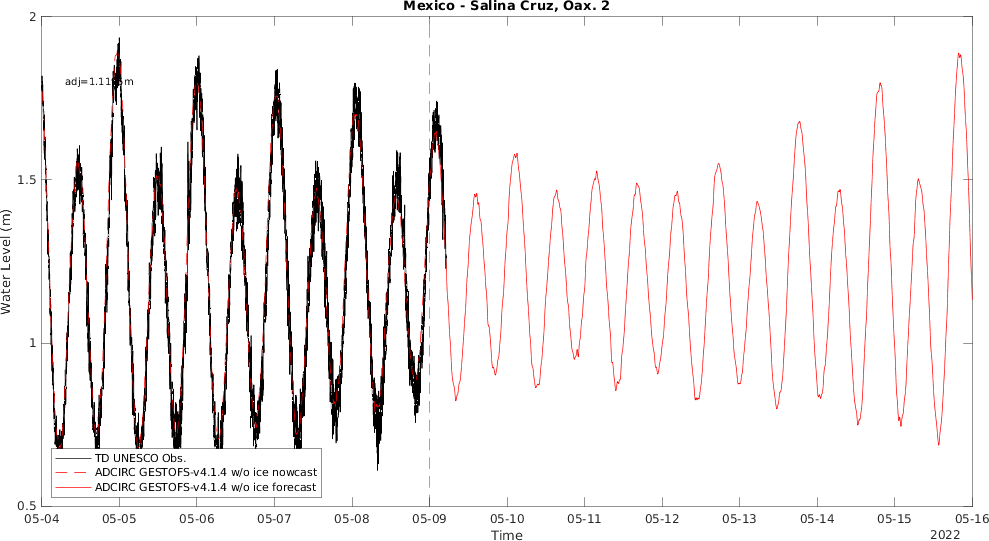 Mexico - Salina Cruz, Oax. 2
2
1.5
1
0.5
Water Level (m)
TD UNESCO Obs.
ADCIRC GESTOFS-v4.1.4 w/o ice nowcast
ADCIRC GESTOFS-v4.1.4 w/o ice forecast
05-04 05-05 05-06 05-07 05-08 05-09 05-10 05-11 05-12 05-13 05-14 05-15 05-16
Time
2022